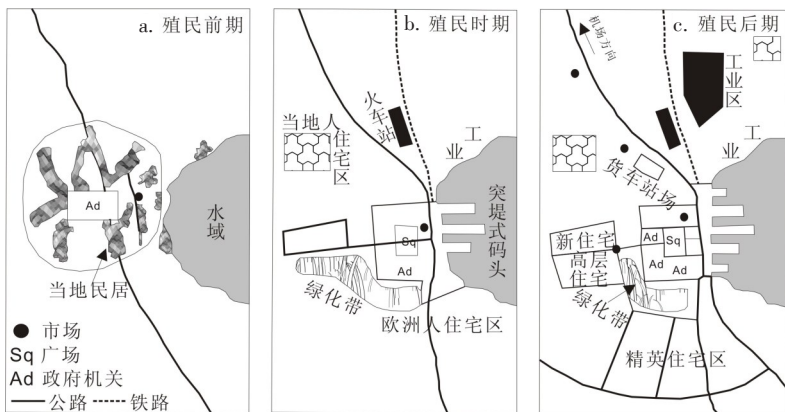 a. 殖民前期
Ad
水域
当地民居
市场
Sq 广场
Ad 政府机关
公路
铁路
b. 殖民时期
火车站
当地人
住宅区
工业
突堤式码头
Sq
Ad
绿化带
欧洲人住宅区
c. 殖民后期
机场方向
工业区
工业
货车站场
新住宅
高层
住宅
Ad
Sq
Ad
Ad
绿化带
精英住宅区